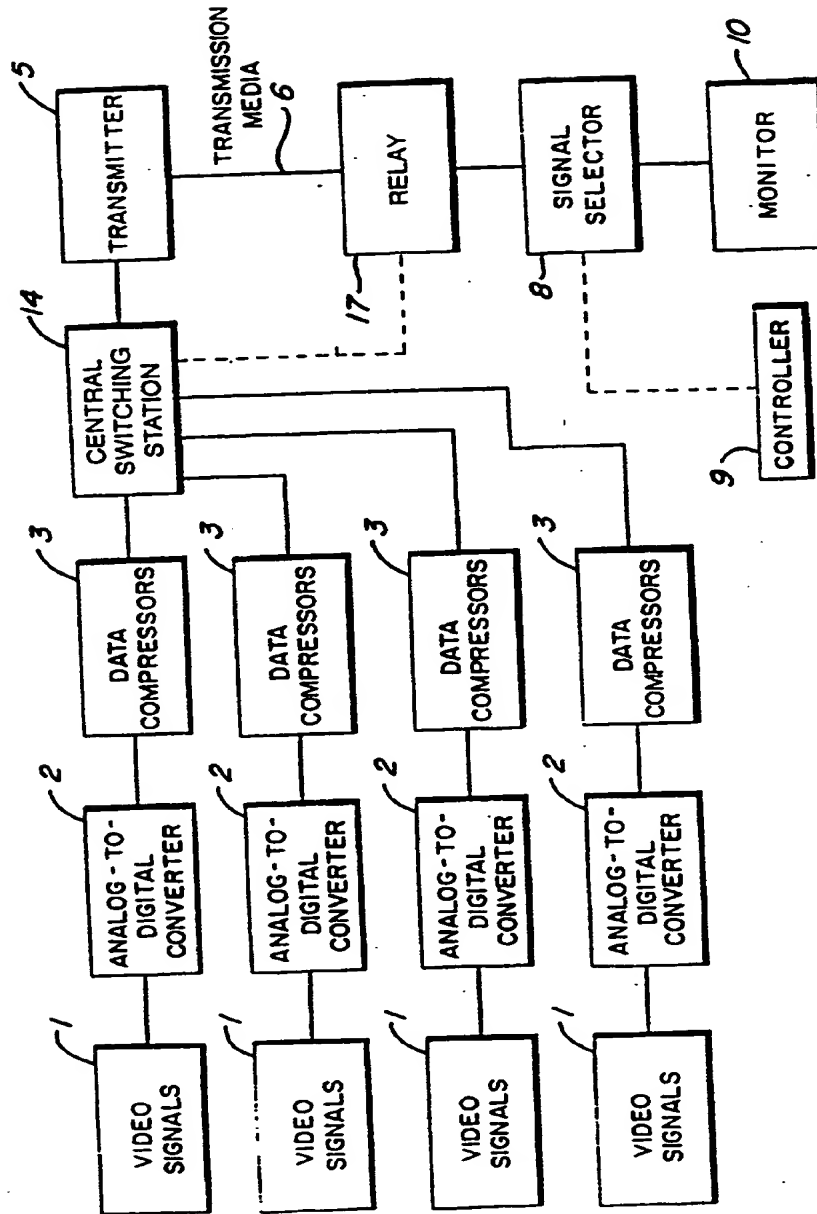 1
VIDEO
SIGNALS
2
ANALOG-TO-
DIGITAL
CONVERTER
3
DATA
COMPRESSORS
1
VIDEO
SIGNALS
2
ANALOG-TO-
DIGITAL
CONVERTER
3
DATA
COMPRESSORS
1
VIDEO
SIGNALS
2
ANALOG-TO-
DIGITAL
CONVERTER
3
DATA
COMPRESSORS
1
VIDEO
SIGNALS
2
ANALOG-TO-
DIGITAL
CONVERTER
3
DATA
COMPRESSORS
14
CENTRAL
SWITCHING
STATION
5
TRANSMITTER
TRANSMISSION
MEDIA
6
17
RELAY
8
SIGNAL
SELECTOR
9
CONTROLLER
10
MONITOR